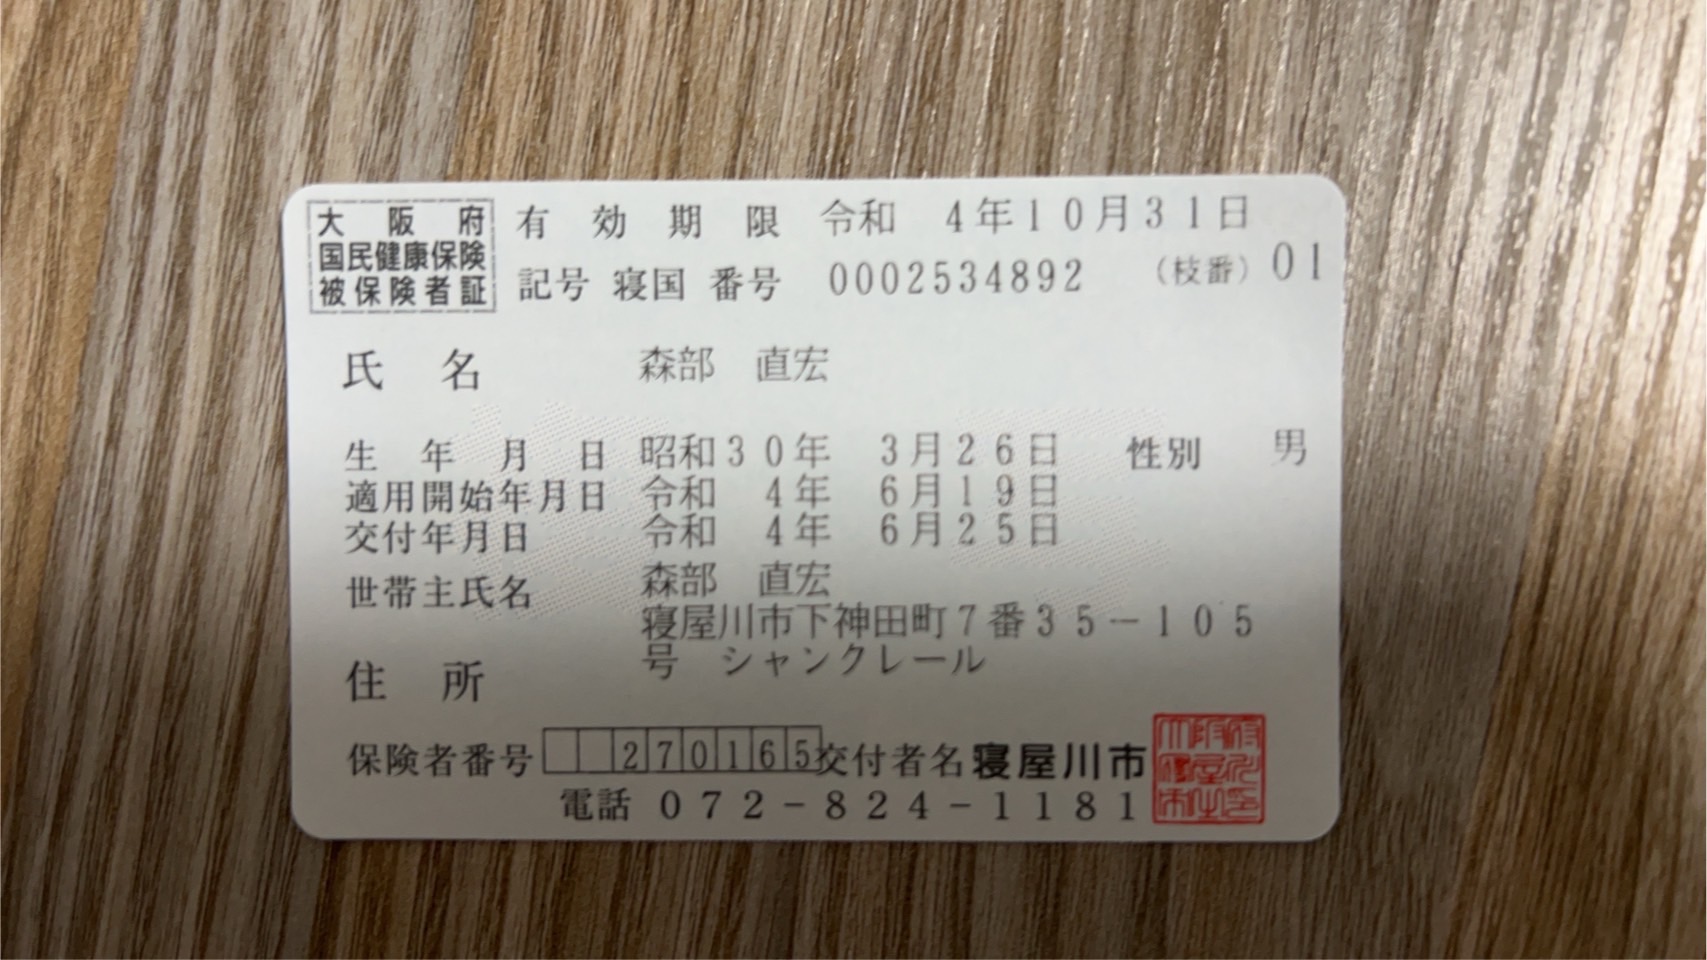 大阪府
国民健康保険
被保険者証
有効期限 令和 4年10月31日
記号 寝国 番号 0002534892 (枝番) 01
氏名 森部 直宏
生年月日 昭和30年 3月26日 性別 男
適用開始年月日 令和 4年 6月19日
交付年月日 令和 4年 6月25日
世帯主氏名 森部 直宏
住所 寝屋川市下神田町7番35-105
号 シャンクレール
保険者番号 270165 交付者名 寝屋川市
電話 072-824-1181